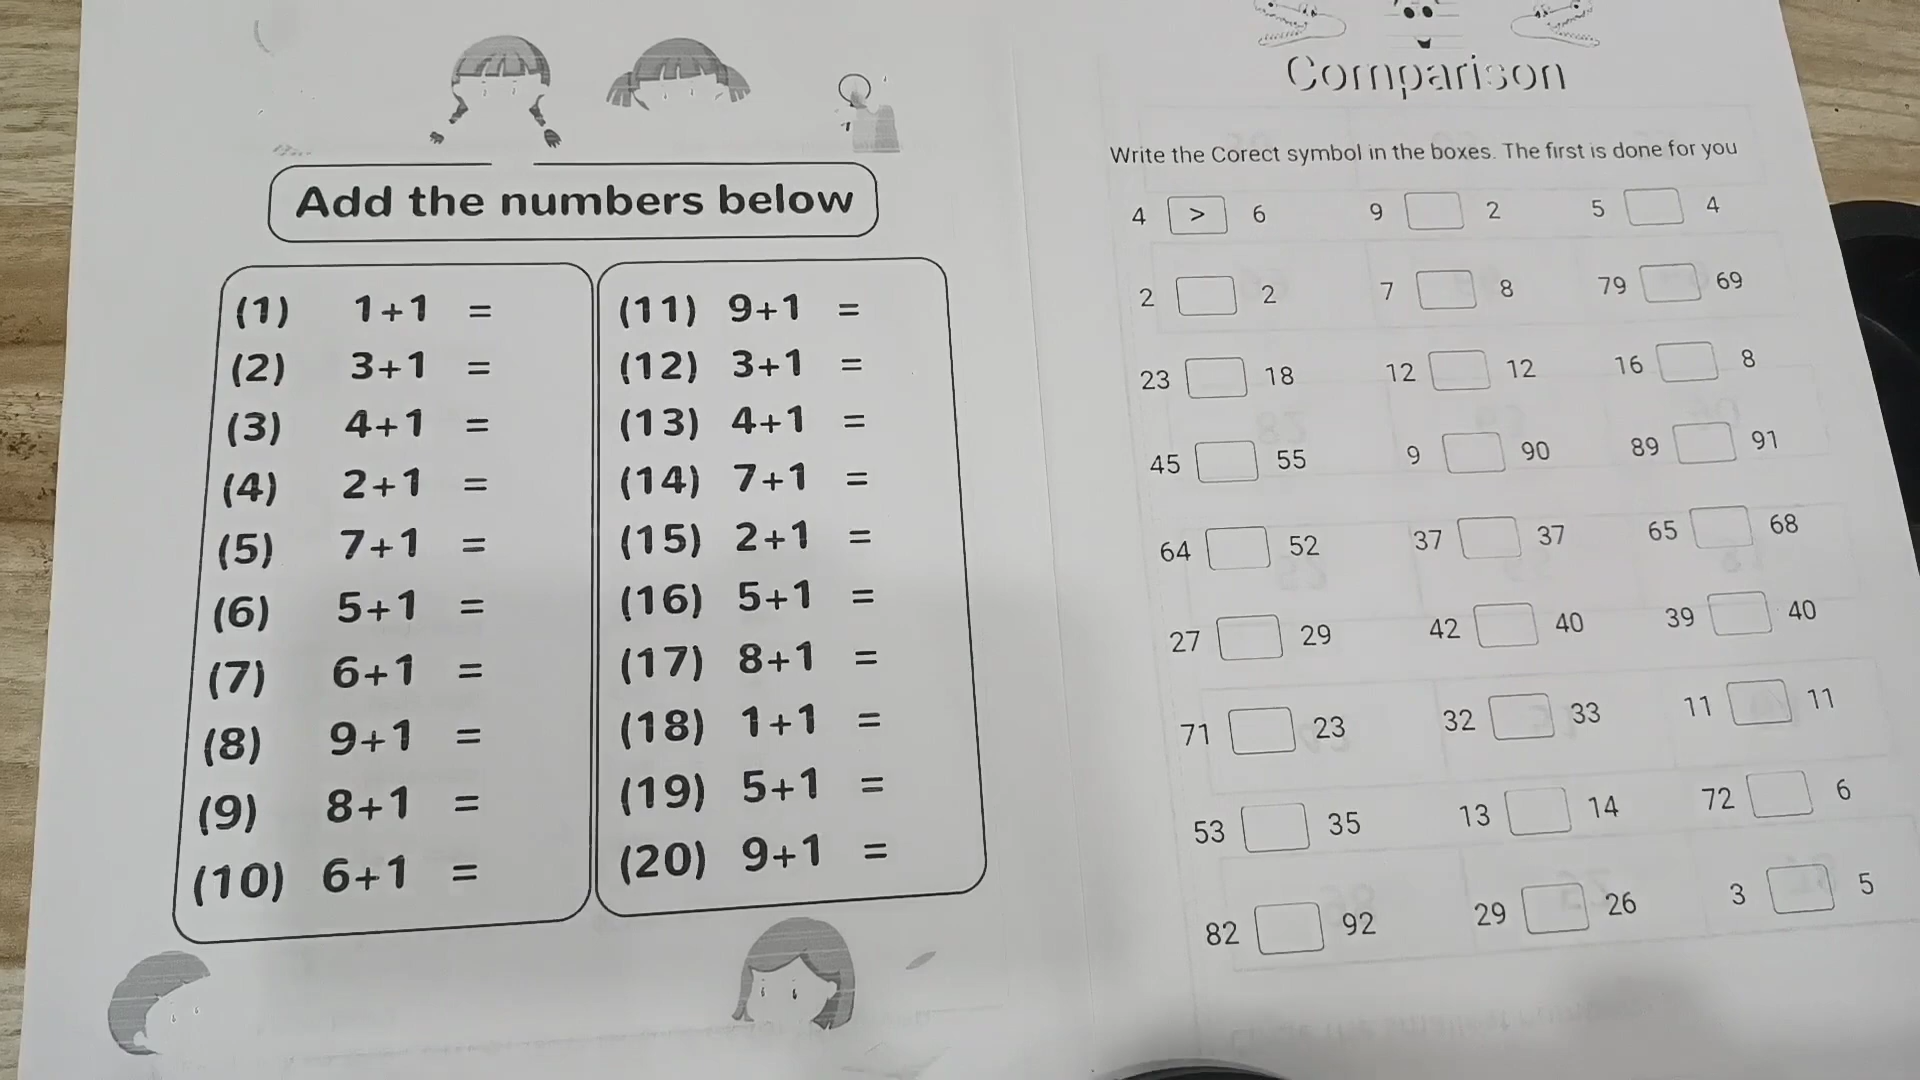 Add the numbers below
(1) 1+1 =
(2) 3+1 =
(3) 4+1 =
(4) 2+1 =
(5) 7+1 =
(6) 5+1 =
(7) 6+1 =
(8) 9+1 =
(9) 8+1 =
(10) 6+1 =
(11) 9+1 =
(12) 3+1 =
(13) 4+1 =
(14) 7+1 =
(15) 2+1 =
(16) 5+1 =
(17) 8+1 =
(18) 1+1 =
(19) 5+1 =
(20) 9+1 =
Comparison
Write the Corect symbol in the boxes. The first is done for you
4 > 6 9 2 5 4
2 2 7 8 79 69
23 18 12 12 16 8
45 55 9 90 89 91
64 52 37 37 65 68
27 29 42 40 39 40
71 23 32 33 11 11
53 35 13 14 72 6
82 92 29 26 3 5